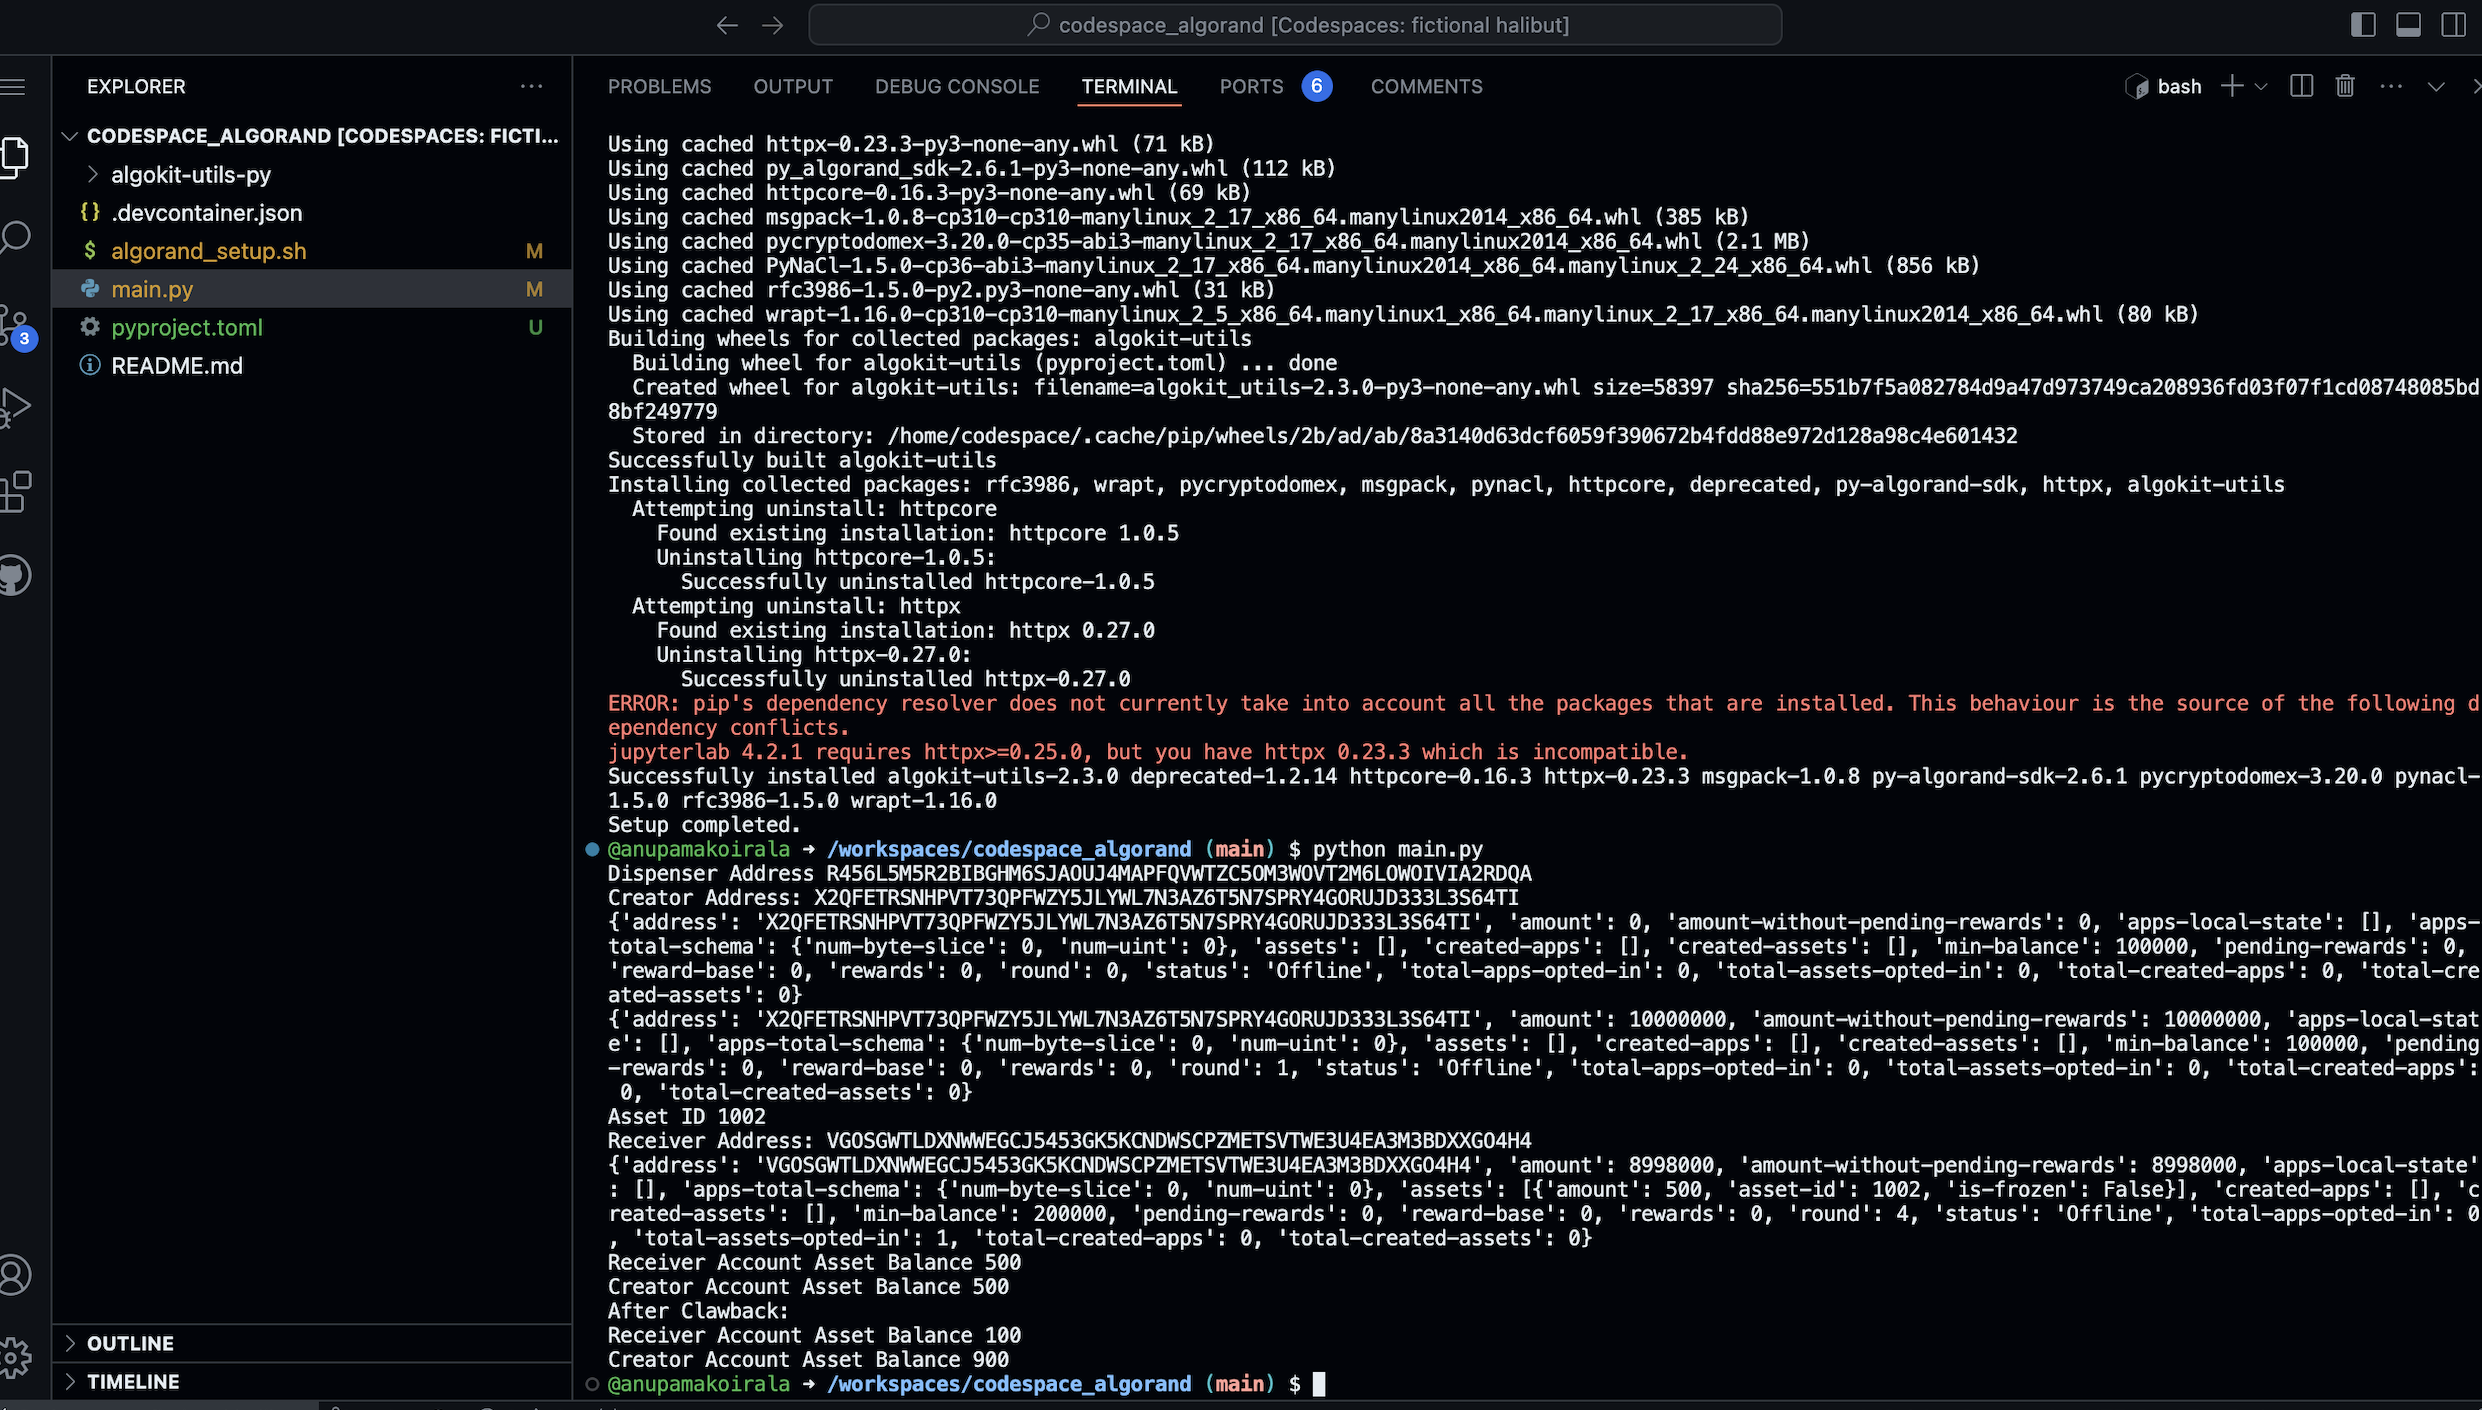 codespace_algorand [Codespaces: fictional halibut]
EXPLORER
CODESPACE_ALGORAND [CODESPACES: FICTI...
algokit-utils-py
.devcontainer.json
algorand_setup.sh M
main.py M
pyproject.toml U
README.md
3
OUTLINE
TIMELINE
PROBLEMS OUTPUT DEBUG CONSOLE TERMINAL PORTS 6 COMMENTS
bash
Using cached httpx-0.23.3-py3-none-any.whl (71 kB)
Using cached py_algorand_sdk-2.6.1-py3-none-any.whl (112 kB)
Using cached httpcore-0.16.3-py3-none-any.whl (69 kB)
Using cached msgpack-1.0.8-cp310-cp310-manylinux_2_17_x86_64.manylinux2014_x86_64.whl (385 kB)
Using cached pycryptodomex-3.20.0-cp35-abi3-manylinux_2_17_x86_64.manylinux2014_x86_64.whl (2.1 MB)
Using cached PyNaCl-1.5.0-cp36-abi3-manylinux_2_17_x86_64.manylinux2014_x86_64.manylinux_2_24_x86_64.whl (856 kB)
Using cached rfc3986-1.5.0-py2.py3-none-any.whl (31 kB)
Using cached wrapt-1.16.0-cp310-cp310-manylinux_2_5_x86_64.manylinux1_x86_64.manylinux_2_17_x86_64.manylinux2014_x86_64.whl (80 kB)
Building wheels for collected packages: algokit-utils
Building wheel for algokit-utils (pyproject.toml) ... done
Created wheel for algokit-utils: filename=algokit_utils-2.3.0-py3-none-any.whl size=58397 sha256=551b7f5a082784d9a47d973749ca208936fd03f07f1cd08748085bd
8bf249779
Stored in directory: /home/codespace/.cache/pip/wheels/2b/ad/ab/8a3140d63dcf6059f390672b4fdd88e972d128a98c4e601432
Successfully built algokit-utils
Installing collected packages: rfc3986, wrapt, pycryptodomex, msgpack, pynacl, httpcore, deprecated, py-algorand-sdk, httpx, algokit-utils
Attempting uninstall: httpcore
Found existing installation: httpcore 1.0.5
Uninstalling httpcore-1.0.5:
Successfully uninstalled httpcore-1.0.5
Attempting uninstall: httpx
Found existing installation: httpx 0.27.0
Uninstalling httpx-0.27.0:
Successfully uninstalled httpx-0.27.0
ERROR: pip's dependency resolver does not currently take into account all the packages that are installed. This behaviour is the source of the following d
ependency conflicts.
jupyterlab 4.2.1 requires httpx>=0.25.0, but you have httpx 0.23.3 which is incompatible.
Successfully installed algokit-utils-2.3.0 deprecated-1.2.14 httpcore-0.16.3 httpx-0.23.3 msgpack-1.0.8 py-algorand-sdk-2.6.1 pycryptodomex-3.20.0 pynacl-
1.5.0 rfc3986-1.5.0 wrapt-1.16.0
Setup completed.
@anupamakoirala → /workspaces/codespace_algorand (main) $ python main.py
Dispenser Address R456L5M5R2BIBGHM6SJAOUJ4MAPFQVWTZC5OM3WOVT2M6LOWOIVIA2RDQA
Creator Address: X2QFETRSNHPVT73QPFWZY5JLYWL7N3AZ6T5N7SPRY4GORUJD333L3S64TI
{'address': 'X2QFETRSNHPVT73QPFWZY5JLYWL7N3AZ6T5N7SPRY4GORUJD333L3S64TI', 'amount': 0, 'amount-without-pending-rewards': 0, 'apps-local-state': [], 'apps-
total-schema': {'num-byte-slice': 0, 'num-uint': 0}, 'assets': [], 'created-apps': [], 'created-assets': [], 'min-balance': 100000, 'pending-rewards': 0,
'reward-base': 0, 'rewards': 0, 'round': 0, 'status': 'Offline', 'total-apps-opted-in': 0, 'total-assets-opted-in': 0, 'total-created-apps': 0, 'total-cre
ated-assets': 0}
{'address': 'X2QFETRSNHPVT73QPFWZY5JLYWL7N3AZ6T5N7SPRY4GORUJD333L3S64TI', 'amount': 10000000, 'amount-without-pending-rewards': 10000000, 'apps-local-stat
e': [], 'apps-total-schema': {'num-byte-slice': 0, 'num-uint': 0}, 'assets': [], 'created-apps': [], 'created-assets': [], 'min-balance': 100000, 'pending
-rewards': 0, 'reward-base': 0, 'rewards': 0, 'round': 1, 'status': 'Offline', 'total-apps-opted-in': 0, 'total-assets-opted-in': 0, 'total-created-apps':
0, 'total-created-assets': 0}
Asset ID 1002
Receiver Address: VGOSGWTLDXNWWEGCJ5453GK5KCNDWSCPZMETSVTWE3U4EA3M3BDXXGO4H4
{'address': 'VGOSGWTLDXNWWEGCJ5453GK5KCNDWSCPZMETSVTWE3U4EA3M3BDXXGO4H4', 'amount': 8998000, 'amount-without-pending-rewards': 8998000, 'apps-local-state'
: [], 'apps-total-schema': {'num-byte-slice': 0, 'num-uint': 0}, 'assets': [{'amount': 500, 'asset-id': 1002, 'is-frozen': False}], 'created-apps': [], 'c
reated-assets': [], 'min-balance': 200000, 'pending-rewards': 0, 'reward-base': 0, 'rewards': 0, 'round': 4, 'status': 'Offline', 'total-apps-opted-in': 0
, 'total-assets-opted-in': 1, 'total-created-apps': 0, 'total-created-assets': 0}
Receiver Account Asset Balance 500
Creator Account Asset Balance 500
After Clawback:
Receiver Account Asset Balance 100
Creator Account Asset Balance 900
@anupamakoirala → /workspaces/codespace_algorand (main) $